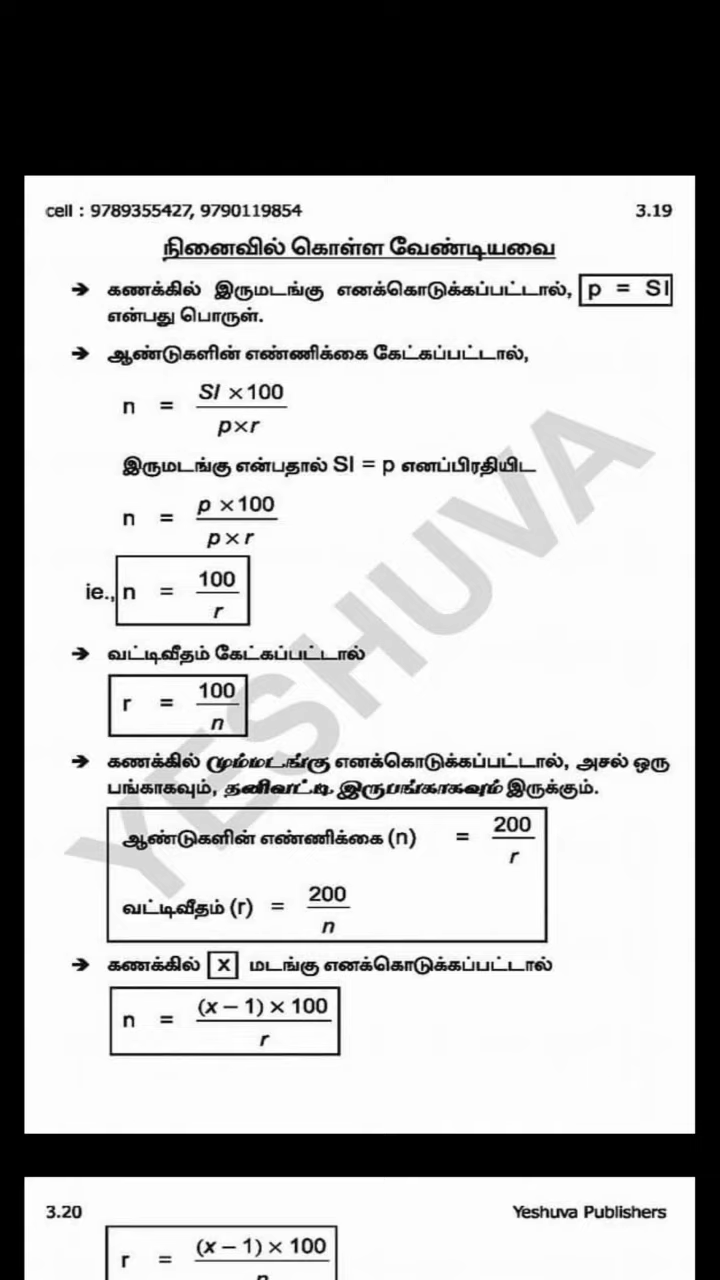 cell : 9789355427, 9790119854 3.19
நினைவில் கொள்ள வேண்டியவை
➔ கணக்கில் இருமடங்கு எனக்கொடுக்கப்பட்டால், p = SI
என்பது பொருள்.
➔ ஆண்டுகளின் எண்ணிக்கை கேட்கப்பட்டால்,
n = SI × 100 / p × r
இருமடங்கு என்பதால் SI = p எனப்பிரதியிட
n = p × 100 / p × r
ie., n = 100 / r
➔ வட்டிவீதம் கேட்கப்பட்டால்
r = 100 / n
➔ கணக்கில் மும்மடங்கு எனக்கொடுக்கப்பட்டால், அசல் ஒரு
பங்காகவும், தனிவட்டி இருபங்காகவும் இருக்கும்.
ஆண்டுகளின் எண்ணிக்கை (n) = 200 / r
வட்டிவீதம் (r) = 200 / n
➔ கணக்கில் x மடங்கு எனக்கொடுக்கப்பட்டால்
n = (x – 1) × 100 / r
YESHUVA
3.20 Yeshuva Publishers
r = (x – 1) × 100 / n